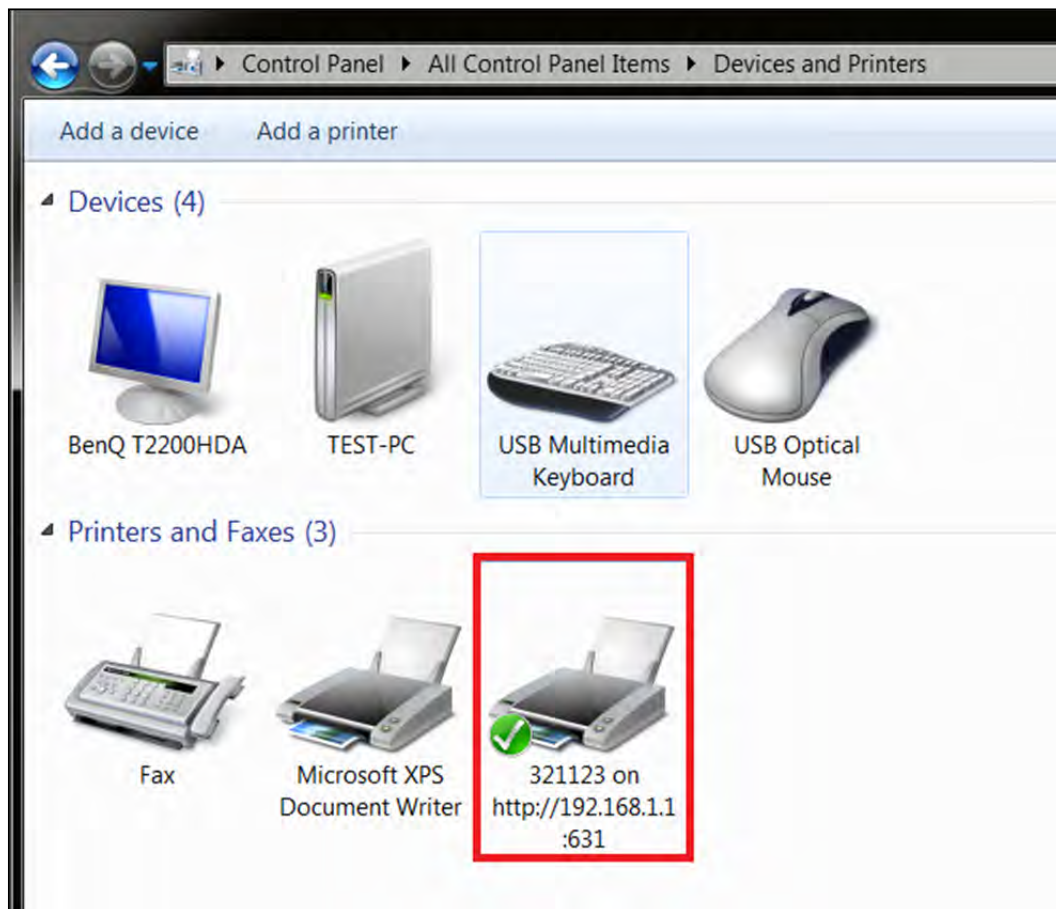 Control Panel ▸ All Control Panel Items ▸ Devices and Printers
Add a device Add a printer
Devices (4)
BenQ T2200HDA
TEST-PC
USB Multimedia
Keyboard
USB Optical
Mouse
Printers and Faxes (3)
Fax
Microsoft XPS
Document Writer
321123 on
http://192.168.1.1
:631